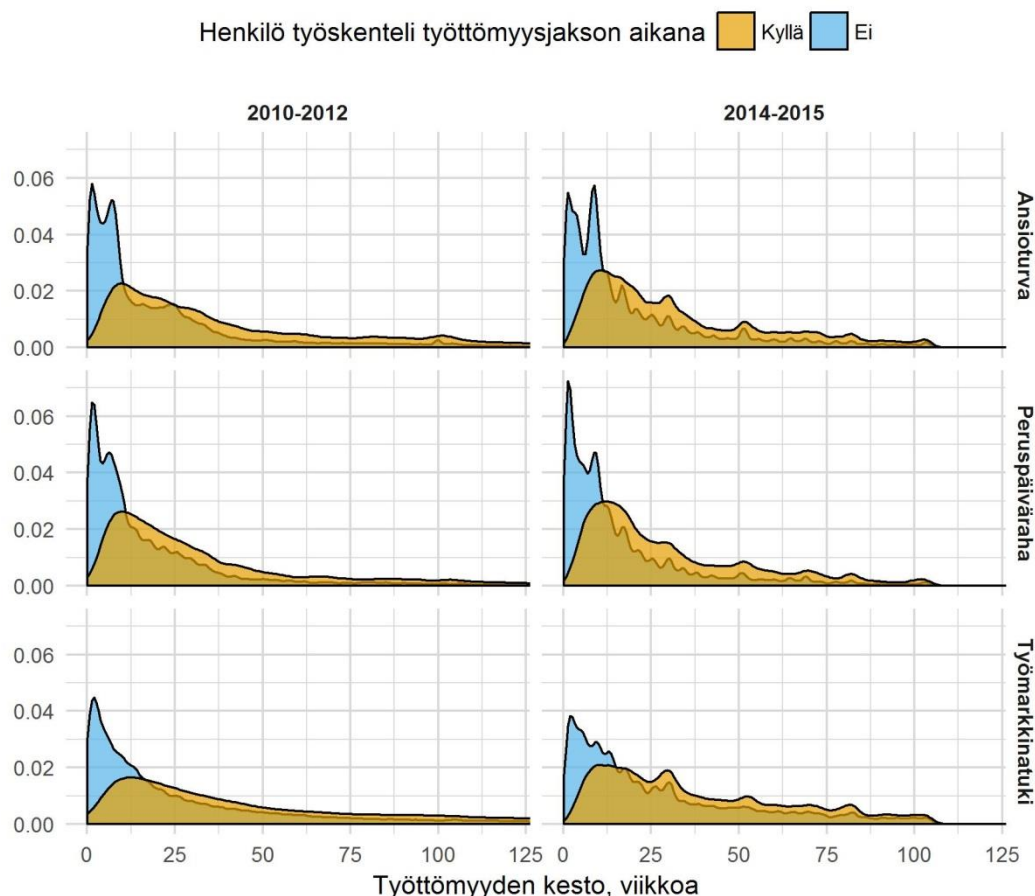 Henkilö työskenteli työttömyysjakson aikana Kyllä Ei
2010-2012 2014-2015
0.06
0.04
0.02
0.00
Ansioturva
0.06
0.04
0.02
0.00
Peruspäiväraha
0.06
0.04
0.02
0.00
Työmarkkinatuki
0 25 50 75 100 125 0 25 50 75 100 125
Työttömyyden kesto, viikkoa